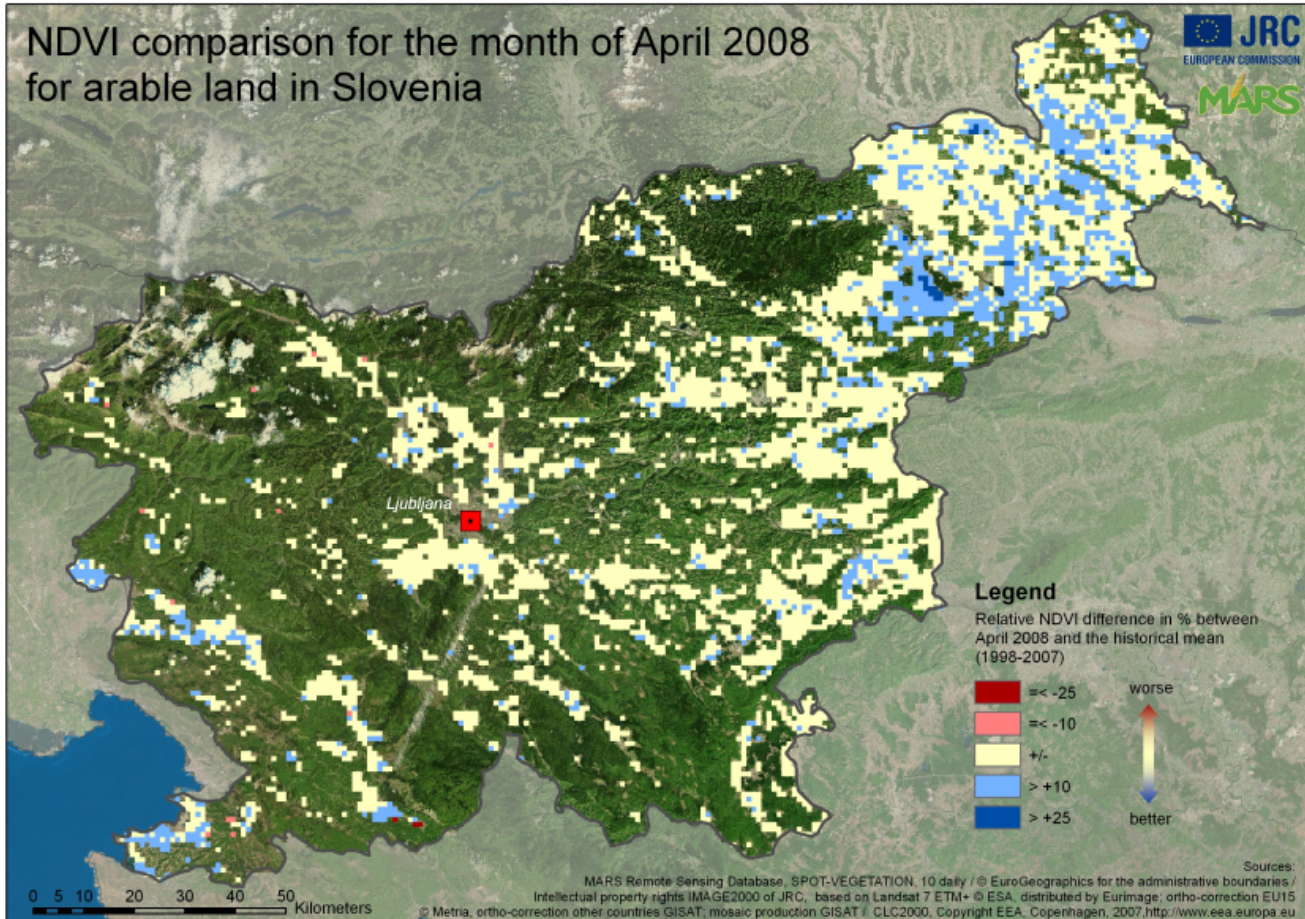 NDVI comparison for the month of April 2008
for arable land in Slovenia
JRC
EUROPEAN COMMISSION
MARS
Ljubljana
Legend
Relative NDVI difference in % between
April 2008 and the historical mean
(1998-2007)
=< -25
=< -10
+/-
> +10
> +25
worse
better
0 5 10 20 30 40 50
Kilometers
Sources:
MARS Remote Sensing Database, SPOT-VEGETATION, 10 daily / © EuroGeographics for the administrative boundaries /
Intellectual property rights IMAGE2000 of JRC, based on Landsat 7 ETM+ © ESA, distributed by Eurimage; ortho-correction EU15
© Metria, ortho-correction other countries GISAT; mosaic production GISAT / CLC2000, Copyright EEA, Copenhagen, 2007,http://www.eea.europa.eu